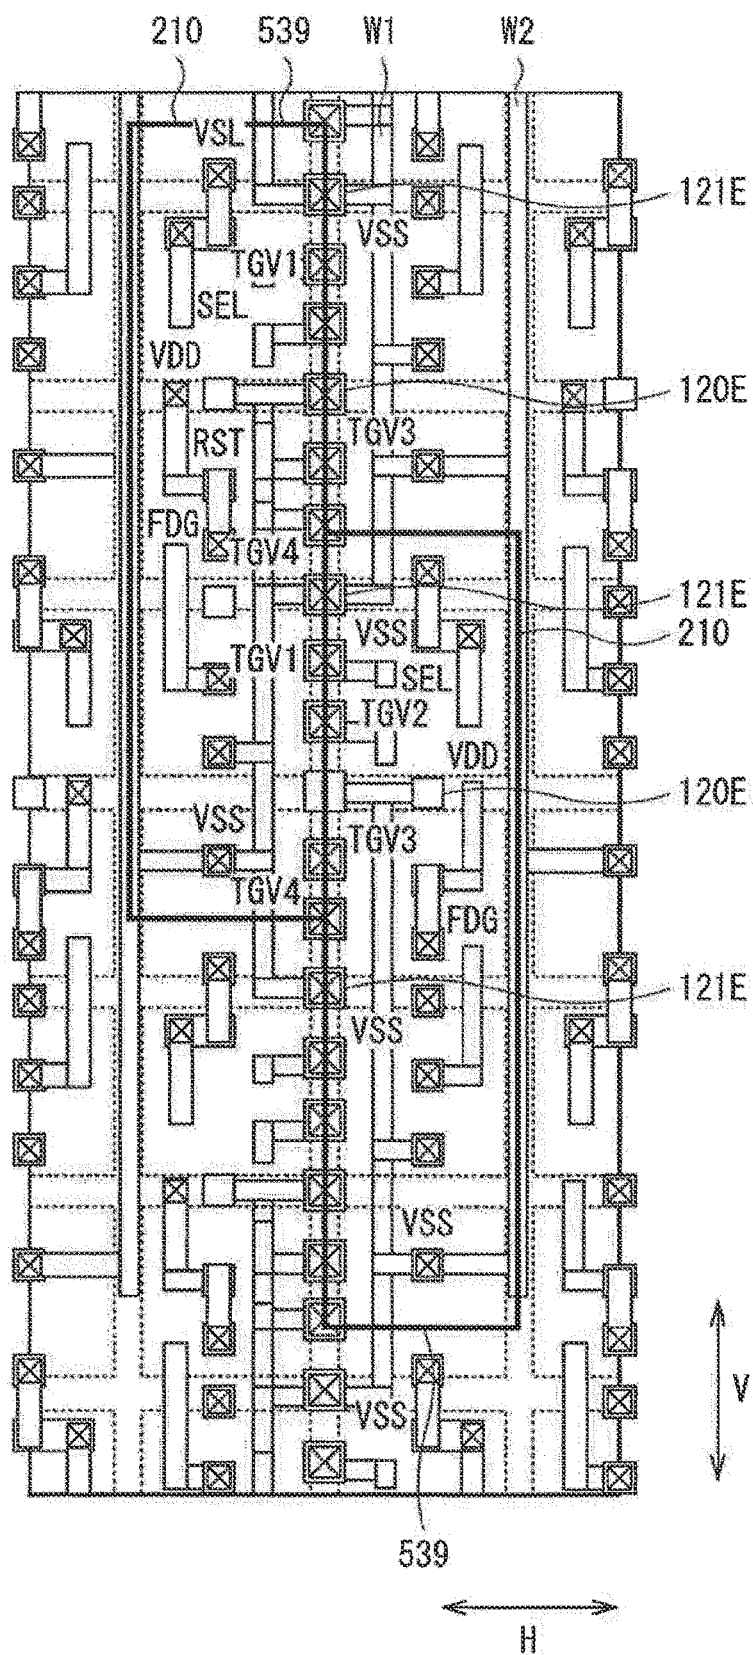 210 539 W1 W2
VSL
121E
VSS
TGV1
SEL
VDD
120E
TGV3
RST
FDG
TGV4
121E
VSS
210
TGV1
SEL
TGV2
VDD
120E
VSS
TGV3
TGV4
FDG
121E
VSS
VSS
V
VSS
539
H